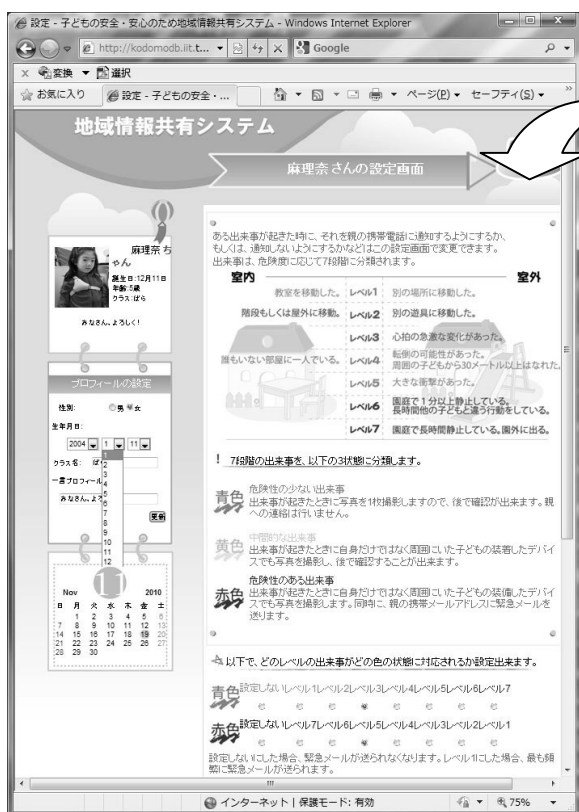 設定 - 子どもの安全・安心のため地域情報共有システム - Windows Internet Explorer
http://kodomodb.iit.t...
Google
× 変換 ▼ 選択
お気に入り
設定 - 子どもの安全・...
ページ(P) ▼ セーフティ(S) ▼
地域情報共有システム
麻理奈さんの設定画面
麻理奈ちゃん
誕生日:12月11日
年齢:5歳
クラス:ばら
みなさん、よろしく!
プロフィールの設定
性別: 男 女
生年月日:
2004 1 11
クラス名: ば
一言プロフィール
みなさん、よ
1
2
3
4
5
6
7
8
9
10
11
12
更新
11
Nov 2010
日 月 火 水 木 金 土
1 2 3 4 5 6
7 8 9 10 11 12 13
14 15 16 17 18 19 20
21 22 23 24 25 26 27
28 29 30
ある出来事が起きた時に、それを親の携帯電話に通知するようにするか、
もしくは、通知しないようにするかなどはこの設定画面で変更できます。
出来事は、危険度に応じて7段階に分類されます。
室内 室外
教室を移動した。 レベル1 別の場所に移動した。
階段もしくは屋外に移動。 レベル2 別の遊具に移動した。
レベル3 心拍の急激な変化があった。
誰もいない部屋に一人でいる。 レベル4 転倒の可能性があった。
周囲の子どもから30メートル以上はなれた。
レベル5 大きな衝撃があった。
レベル6 園庭で1分以上静止している。
長時間他の子どもと違う行動をしている。
レベル7 園庭で長時間静止している。園外に出る。
! 7段階の出来事を、以下の3状態に分類します。
青色 危険性の少ない出来事
出来事が起きたときに写真を1枚撮影しますので、後で確認が出来ます。親
への連絡は行いません。
黄色 中間的な出来事
出来事が起きたときに自身だけではなく周囲にいた子どもの装着したデバイ
スでも写真を撮影し、後で確認することが出来ます。
赤色 危険性のある出来事
出来事が起きたときに自身だけではなく周囲にいた子どもの装備したデバイ
スでも写真を撮影します。同時に、親の携帯メールアドレスに緊急メールを
送ります。
以下で、どのレベルの出来事がどの色の状態に対応されるか設定出来ます。
青色 設定しない レベル1 レベル2 レベル3 レベル4 レベル5 レベル6 レベル7
赤色 設定しない レベル7 レベル6 レベル5 レベル4 レベル3 レベル2 レベル1
設定しないにした場合、緊急メールが送られなくなります。レベル1にした場合、最も頻
繁に緊急メールが送られます。
インターネット | 保護モード: 有効
75%